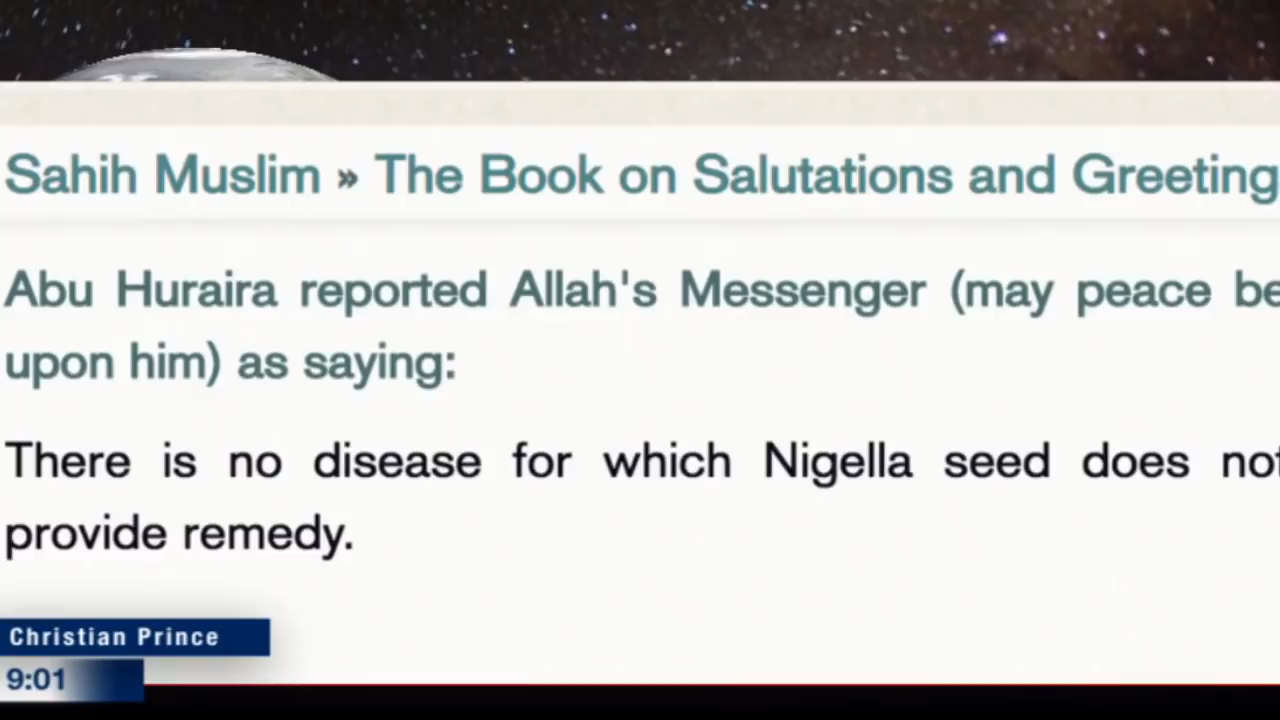 Sahih Muslim » The Book on Salutations and Greeting
Abu Huraira reported Allah's Messenger (may peace be
upon him) as saying:
There is no disease for which Nigella seed does not
provide remedy.
Christian Prince
9:01